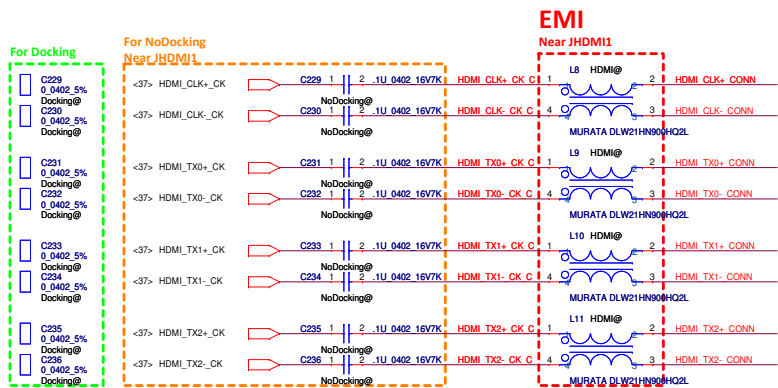 EMI
For Docking
For NoDocking
Near JHDMI1
Near JHDMI1
C229
0_0402_5%
Docking@
<37> HDMI_CLK+_CK
C229 1 2 .1U_0402_16V7K
NoDocking@
HDMI_CLK+_CK_C
L8 HDMI@
1 2
HDMI_CLK+_CONN
C230
0_0402_5%
Docking@
<37> HDMI_CLK-_CK
C230 1 2 .1U_0402_16V7K
NoDocking@
HDMI_CLK-_CK_C
4 3
HDMI_CLK-_CONN
MURATA DLW21HN900HQ2L
C231
0_0402_5%
Docking@
<37> HDMI_TX0+_CK
C231 1 2 .1U_0402_16V7K
NoDocking@
HDMI_TX0+_CK_C
L9 HDMI@
1 2
HDMI_TX0+_CONN
C232
0_0402_5%
Docking@
<37> HDMI_TX0-_CK
C232 1 2 .1U_0402_16V7K
NoDocking@
HDMI_TX0-_CK_C
4 3
HDMI_TX0-_CONN
MURATA DLW21HN900HQ2L
C233
0_0402_5%
Docking@
<37> HDMI_TX1+_CK
C233 1 2 .1U_0402_16V7K
NoDocking@
HDMI_TX1+_CK_C
L10 HDMI@
1 2
HDMI_TX1+_CONN
C234
0_0402_5%
Docking@
<37> HDMI_TX1-_CK
C234 1 2 .1U_0402_16V7K
NoDocking@
HDMI_TX1-_CK_C
4 3
HDMI_TX1-_CONN
MURATA DLW21HN900HQ2L
C235
0_0402_5%
Docking@
<37> HDMI_TX2+_CK
C235 1 2 .1U_0402_16V7K
NoDocking@
HDMI_TX2+_CK_C
L11 HDMI@
1 2
HDMI_TX2+_CONN
C236
0_0402_5%
Docking@
<37> HDMI_TX2-_CK
C236 1 2 .1U_0402_16V7K
NoDocking@
HDMI_TX2-_CK_C
4 3
HDMI_TX2-_CONN
MURATA DLW21HN900HQ2L